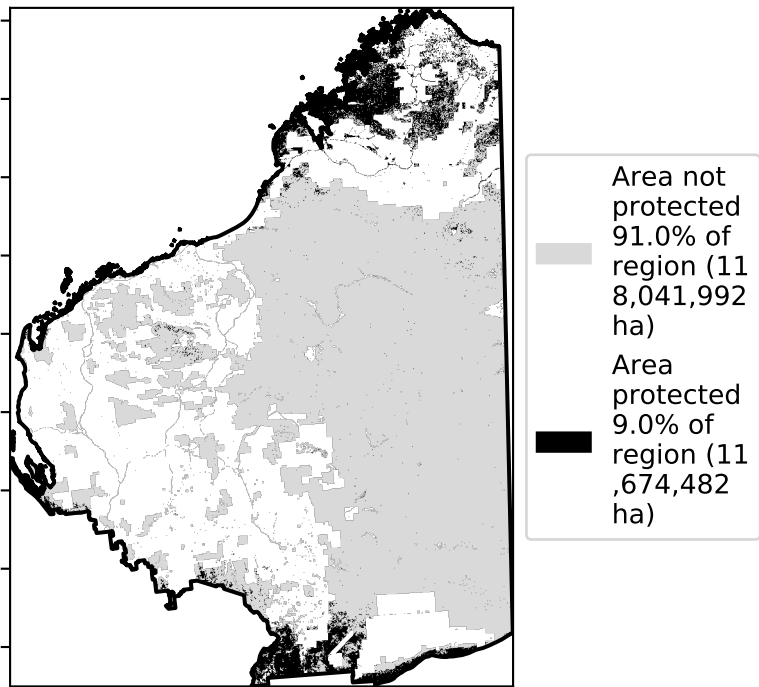 Area not
protected
91.0% of
region (11
8,041,992
ha)
Area
protected
9.0% of
region (11
,674,482
ha)